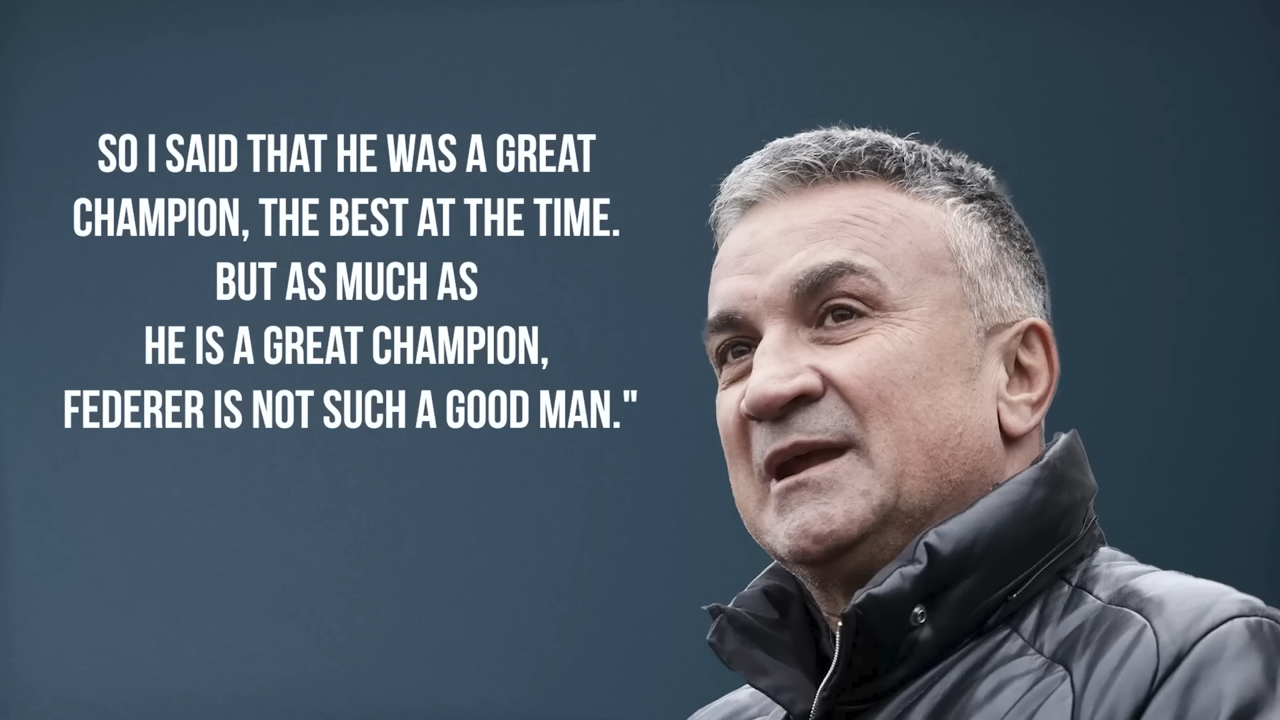 SO I SAID THAT HE WAS A GREAT
CHAMPION, THE BEST AT THE TIME.
BUT AS MUCH AS
HE IS A GREAT CHAMPION,
FEDERER IS NOT SUCH A GOOD MAN."